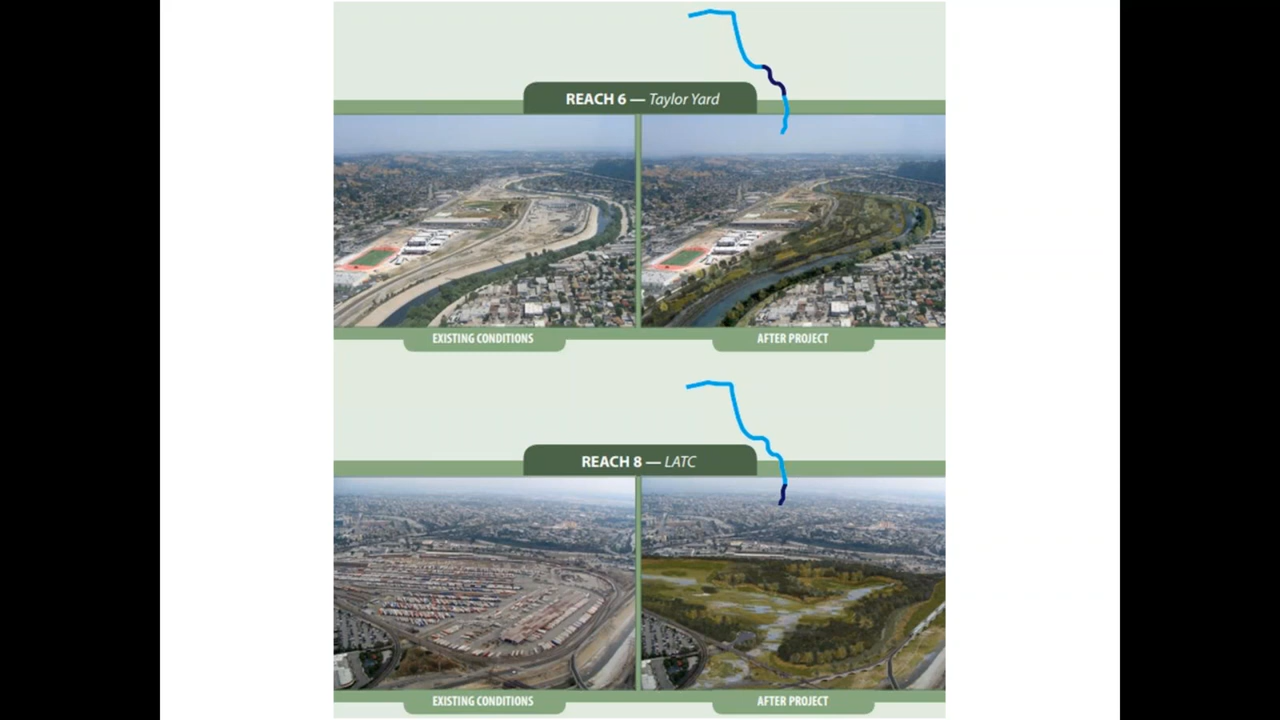 REACH 6 — Taylor Yard
EXISTING CONDITIONS
AFTER PROJECT
REACH 8 — LATC
EXISTING CONDITIONS
AFTER PROJECT